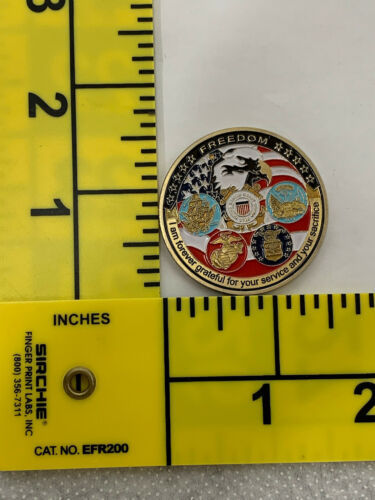 3
2
1
FREEDOM
I am forever grateful for your service and your sacrifice
INCHES
SIRCHIE
FINGER PRINT LABS, INC
(800) 356-7311
CAT. NO. EFR200
1
2